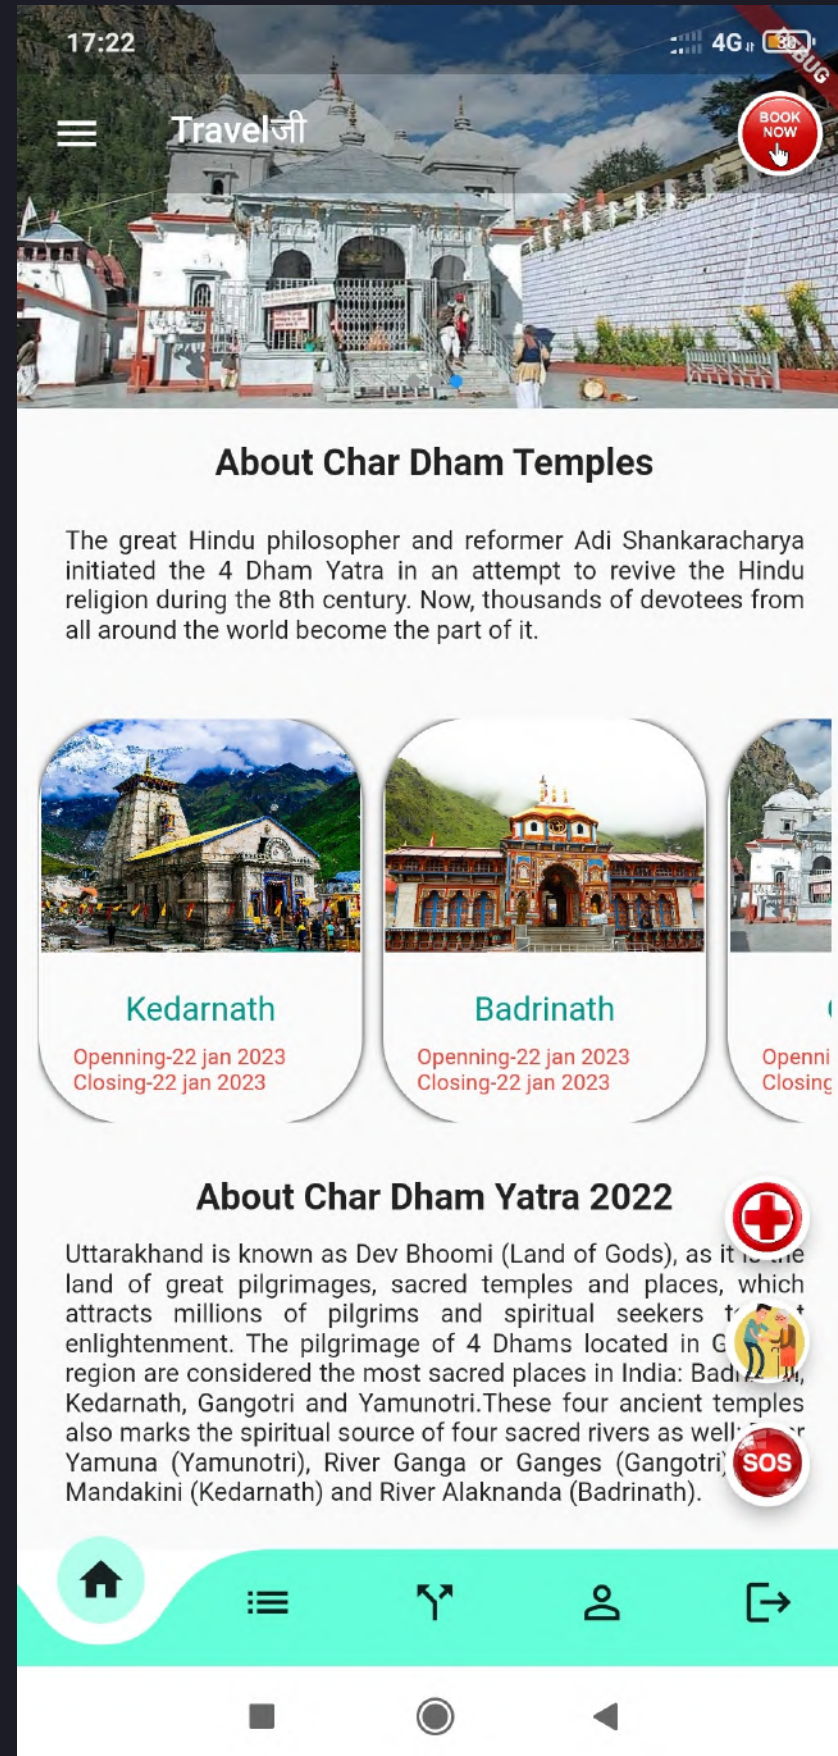 17:22
4G
BUG
Travelजी
BOOK
NOW
About Char Dham Temples
The great Hindu philosopher and reformer Adi Shankaracharya
initiated the 4 Dham Yatra in an attempt to revive the Hindu
religion during the 8th century. Now, thousands of devotees from
all around the world become the part of it.
Kedarnath
Openning-22 jan 2023
Closing-22 jan 2023
Badrinath
Openning-22 jan 2023
Closing-22 jan 2023
Openni
Closing
About Char Dham Yatra 2022
Uttarakhand is known as Dev Bhoomi (Land of Gods), as it is the
land of great pilgrimages, sacred temples and places, which
attracts millions of pilgrims and spiritual seekers
enlightenment. The pilgrimage of 4 Dhams located in G
region are considered the most sacred places in India:
Kedarnath, Gangotri and Yamunotri.These four ancient temples
also marks the spiritual source of four sacred rivers as well:
Yamuna (Yamunotri), River Ganga or Ganges (Gangotri)
Mandakini (Kedarnath) and River Alaknanda (Badrinath).
SOS